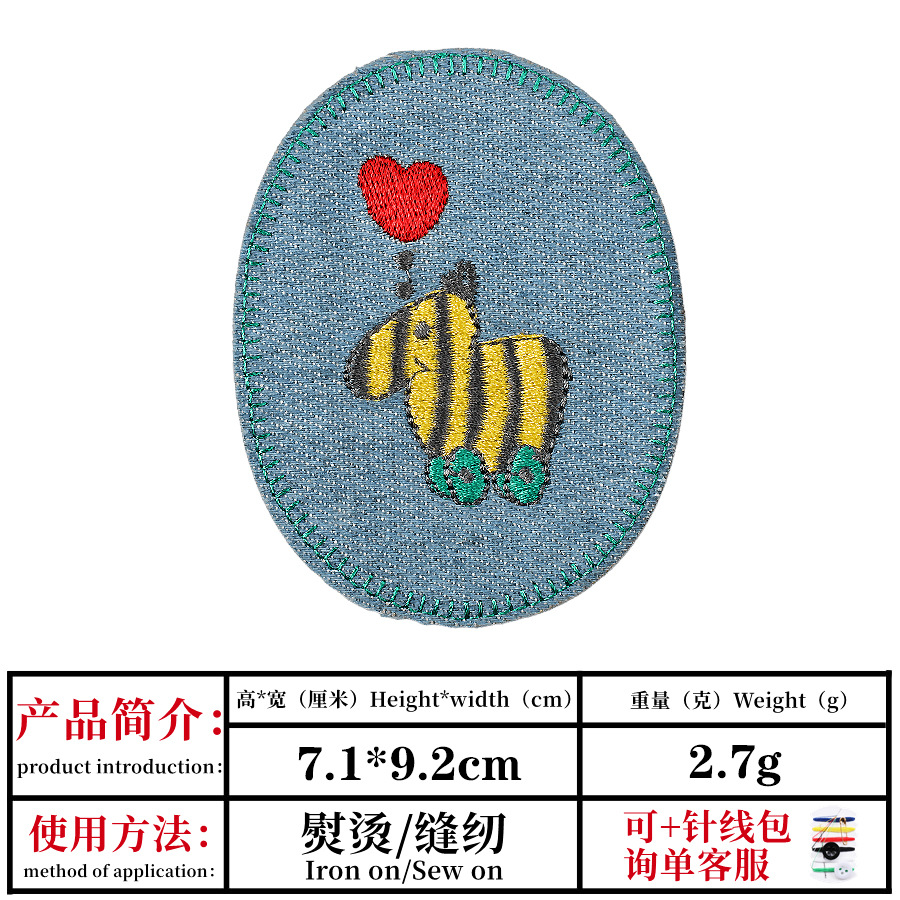 产品简介：
product introduction：
高*宽（厘米）Height*width（cm）
重量（克）Weight（g）
7.1*9.2cm
2.7g
使用方法：
method of application：
熨烫/缝纫
Iron on/Sew on
可+针线包
询单客服